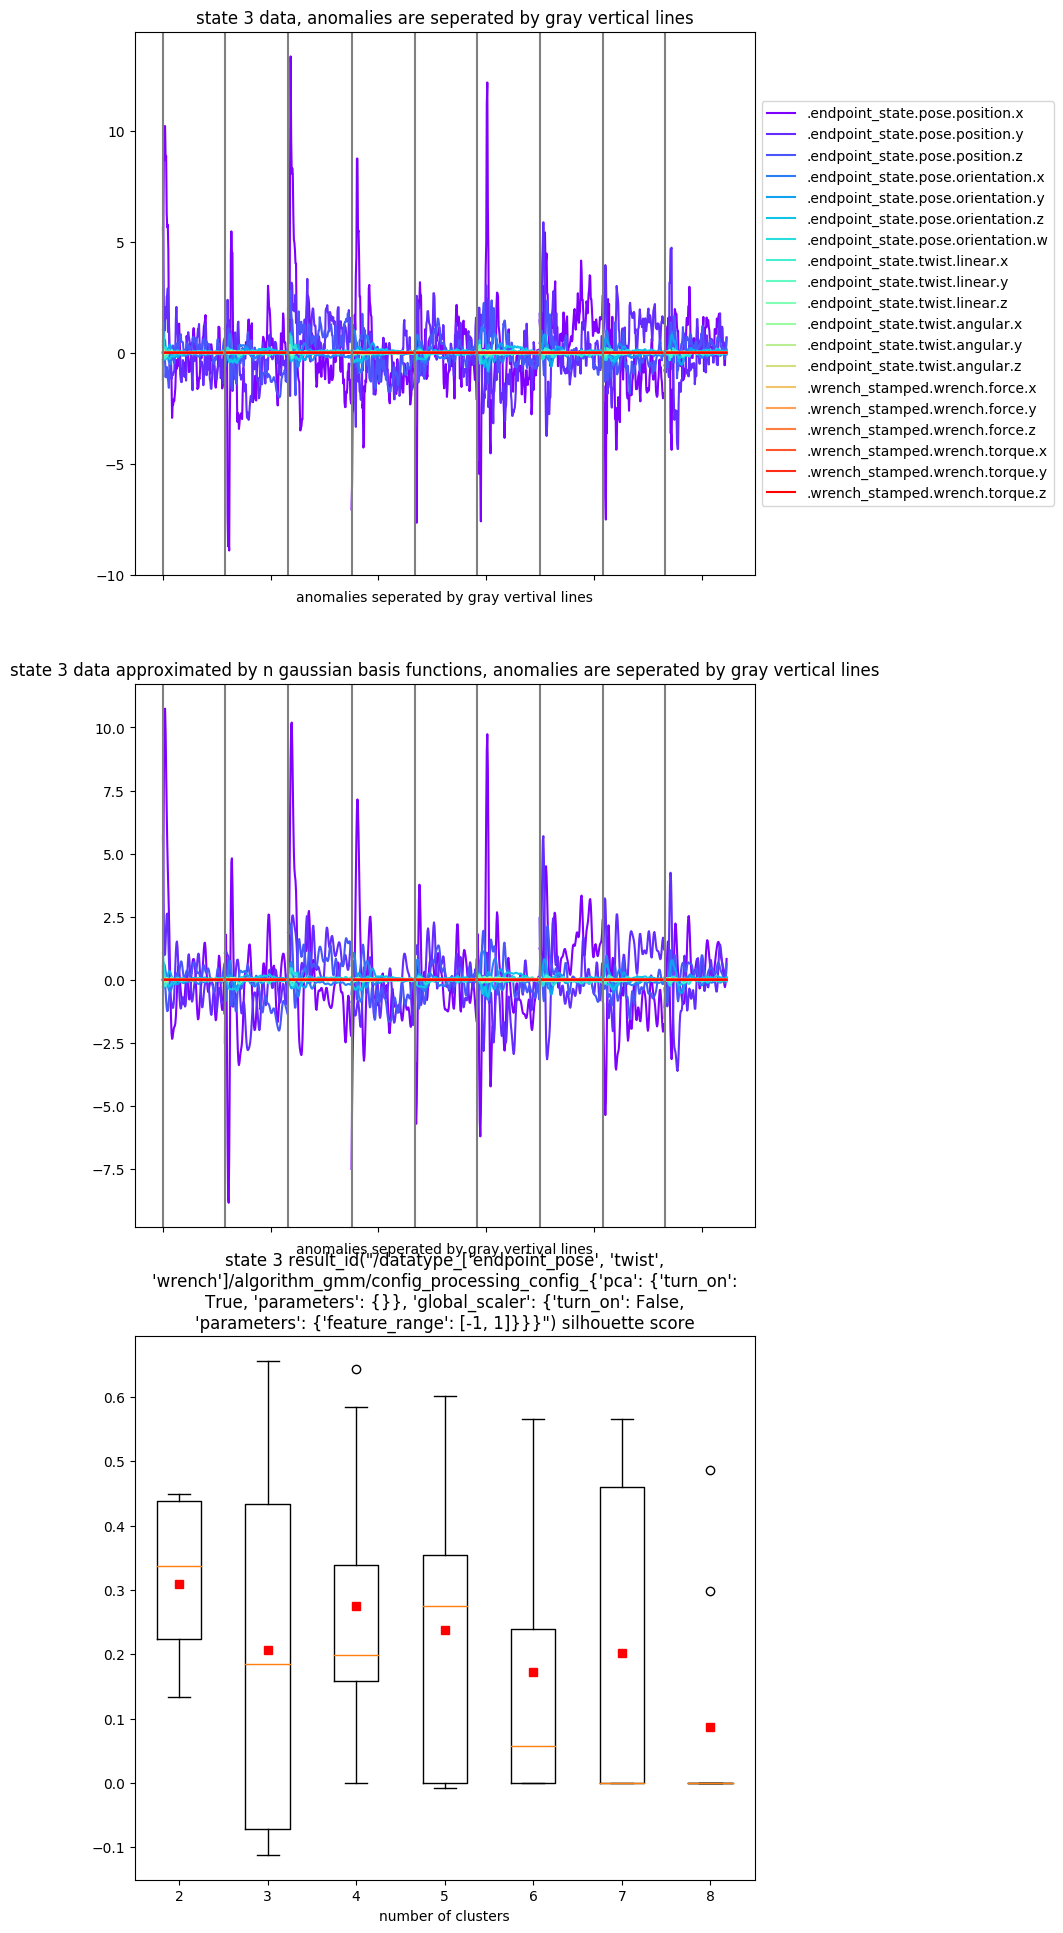 state 3 data, anomalies are seperated by gray vertical lines
10
5
0
−5
−10
anomalies seperated by gray vertival lines
.endpoint_state.pose.position.x
.endpoint_state.pose.position.y
.endpoint_state.pose.position.z
.endpoint_state.pose.orientation.x
.endpoint_state.pose.orientation.y
.endpoint_state.pose.orientation.z
.endpoint_state.pose.orientation.w
.endpoint_state.twist.linear.x
.endpoint_state.twist.linear.y
.endpoint_state.twist.linear.z
.endpoint_state.twist.angular.x
.endpoint_state.twist.angular.y
.endpoint_state.twist.angular.z
.wrench_stamped.wrench.force.x
.wrench_stamped.wrench.force.y
.wrench_stamped.wrench.force.z
.wrench_stamped.wrench.torque.x
.wrench_stamped.wrench.torque.y
.wrench_stamped.wrench.torque.z
state 3 data approximated by n gaussian basis functions, anomalies are seperated by gray vertical lines
10.0
7.5
5.0
2.5
0.0
−2.5
−5.0
−7.5
anomalies seperated by gray vertival lines
state 3 result_id("/datatype_['endpoint_pose', 'twist',
'wrench']/algorithm_gmm/config_processing_config_{'pca': {'turn_on':
True, 'parameters': {}}, 'global_scaler': {'turn_on': False,
'parameters': {'feature_range': [-1, 1]}}}") silhouette score
0.6
0.5
0.4
0.3
0.2
0.1
0.0
−0.1
2 3 4 5 6 7 8
number of clusters